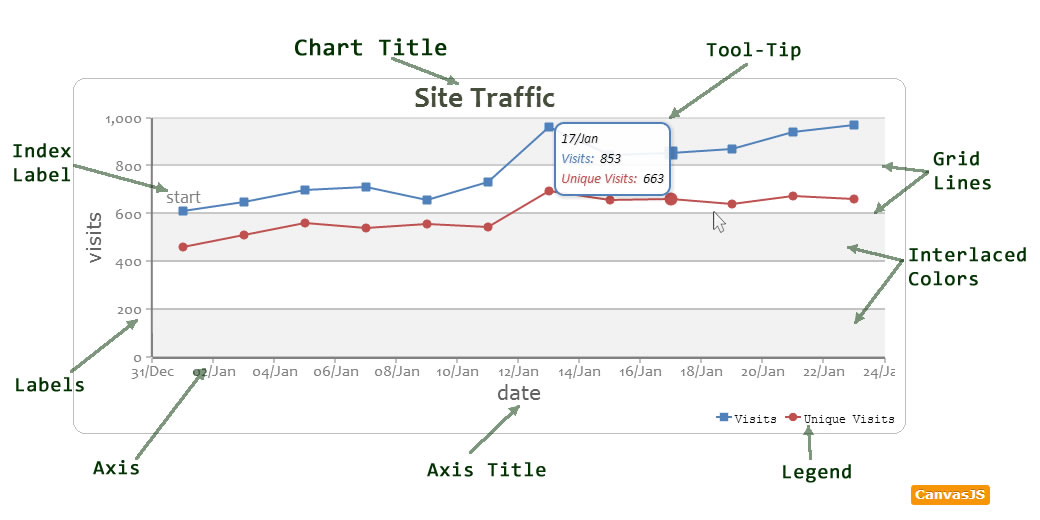 Chart Title
Tool-Tip
Site Traffic
1,000
17/Jan
Visits: 853
Unique Visits: 663
Index
Label
800
start
Grid
Lines
600
visits
400
Interlaced
Colors
200
0
Labels
31/Dec 02/Jan 04/Jan 06/Jan 08/Jan 10/Jan 12/Jan 14/Jan 16/Jan 18/Jan 20/Jan 22/Jan 24/Ja
date
Visits Unique Visits
Axis
Axis Title
Legend
CanvasJS